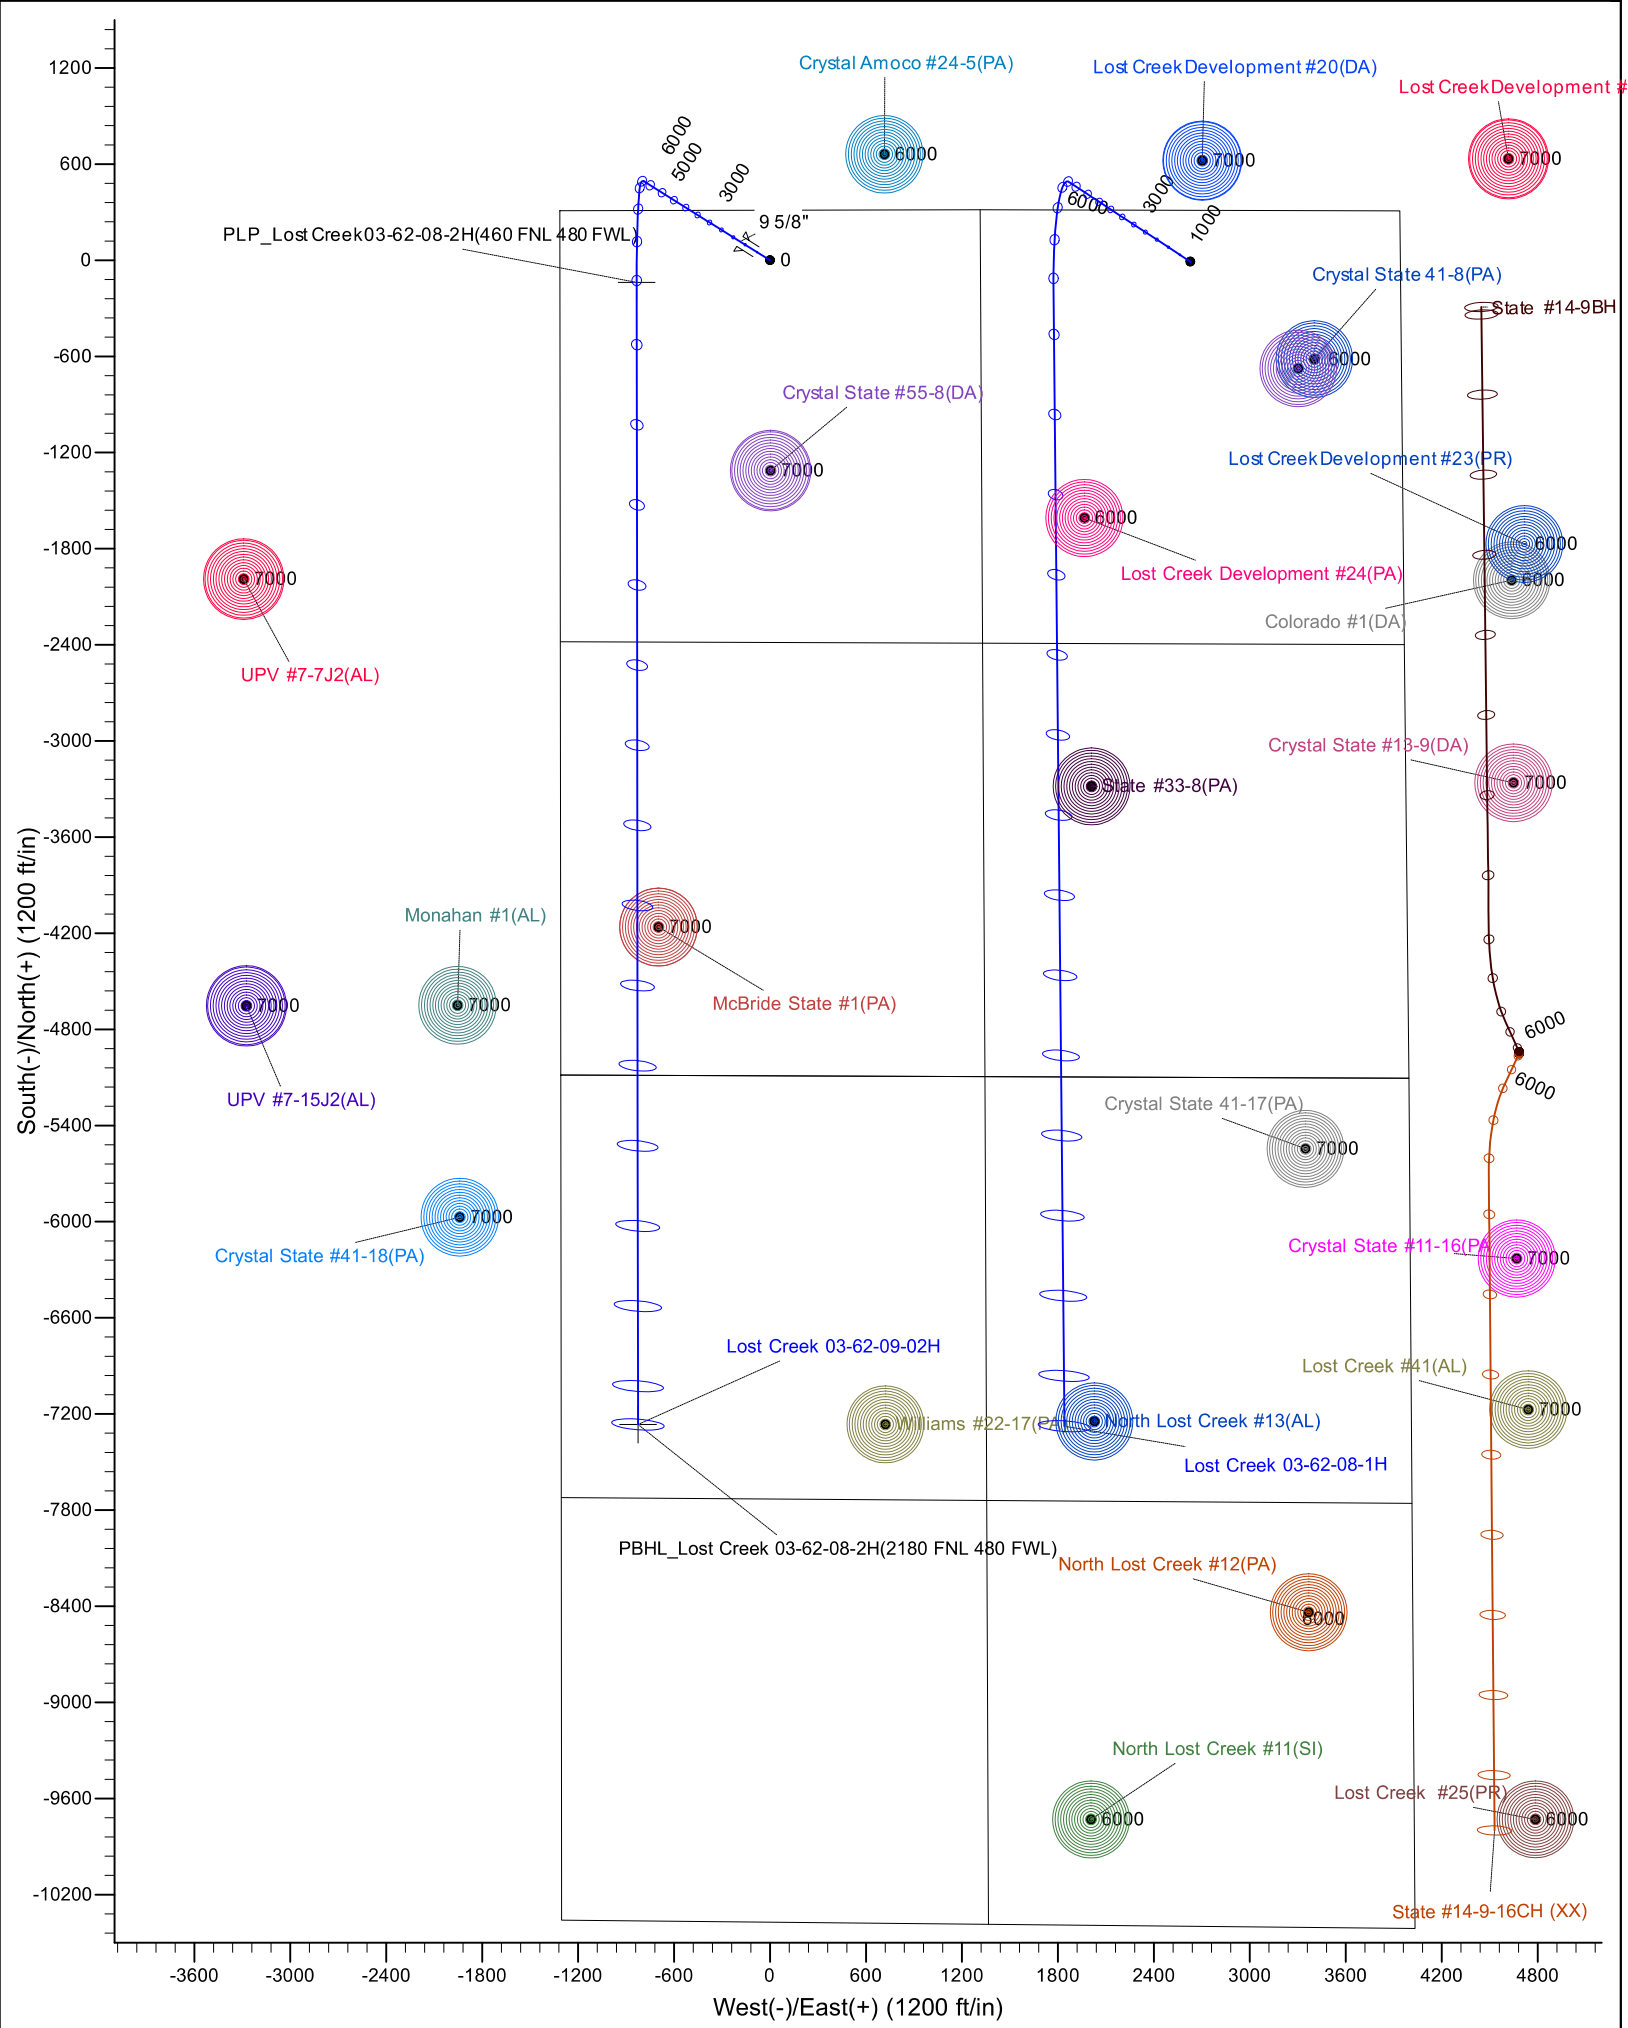 Crystal Amoco #24-5(PA)
Lost Creek Development #20(DA)
Lost Creek Development #
1200
6000
5000
3000
6000
7000
7000
600
3000
6000
1000
9 5/8"
PLP_Lost Creek 03-62-08-2H(460 FNL 480 FWL)
0
0
Crystal State 41-8(PA)
State #14-9BH
-600
6000
Crystal State #55-8(DA)
-1200
7000
Lost Creek Development #23(PR)
6000
-1800
6000
7000
Lost Creek Development #24(PA)
6000
Colorado #1(DA)
-2400
UPV #7-7J2(AL)
-3000
Crystal State #13-9(DA)
State #33-8(PA)
7000
-3600
Monahan #1(AL)
7000
-4200
McBride State #1(PA)
7000
7000
-4800
6000
6000
UPV #7-15J2(AL)
Crystal State 41-17(PA)
-5400
7000
7000
-6000
Crystal State #41-18(PA)
Crystal State #11-16(PA
7000
-6600
Lost Creek 03-62-09-02H
Lost Creek #41(AL)
7000
-7200
Williams #22-17(PA
North Lost Creek #13(AL)
Lost Creek 03-62-08-1H
-7800
PBHL_Lost Creek 03-62-08-2H(2180 FNL 480 FWL)
North Lost Creek #12(PA)
-8400
8000
-9000
North Lost Creek #11(SI)
-9600
Lost Creek #25(PR)
6000
6000
-10200
State #14-9-16CH (XX)
South(-)/North(+) (1200 ft/in)
-3600 -3000 -2400 -1800 -1200 -600 0 600 1200 1800 2400 3000 3600 4200 4800
West(-)/East(+) (1200 ft/in)